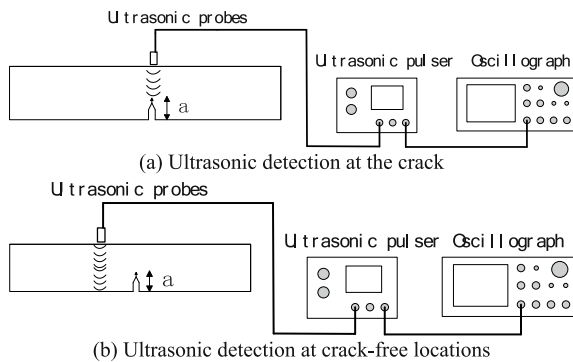 Ultrasonic probes
Ultrasonic pulser Oscillograph
a
(a) Ultrasonic detection at the crack
Ultrasonic probes
Ultrasonic pulser Oscillograph
a
(b) Ultrasonic detection at crack-free locations